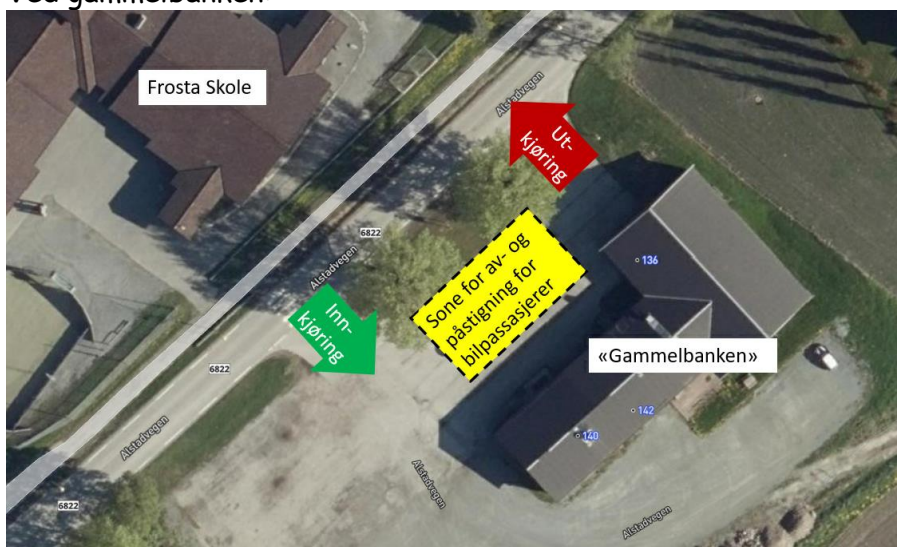 Ved gammelbanken
Frosta Skole
Alstadvegen
Ut-
kjøring
6822
Alstadvegen
Sone for av- og
påstigning for
bilpassasjerer
136
Inn-
kjøring
«Gammelbanken»
6822
142
140
Alstadvegen
Alstadvegen
6822
Alstadvegen